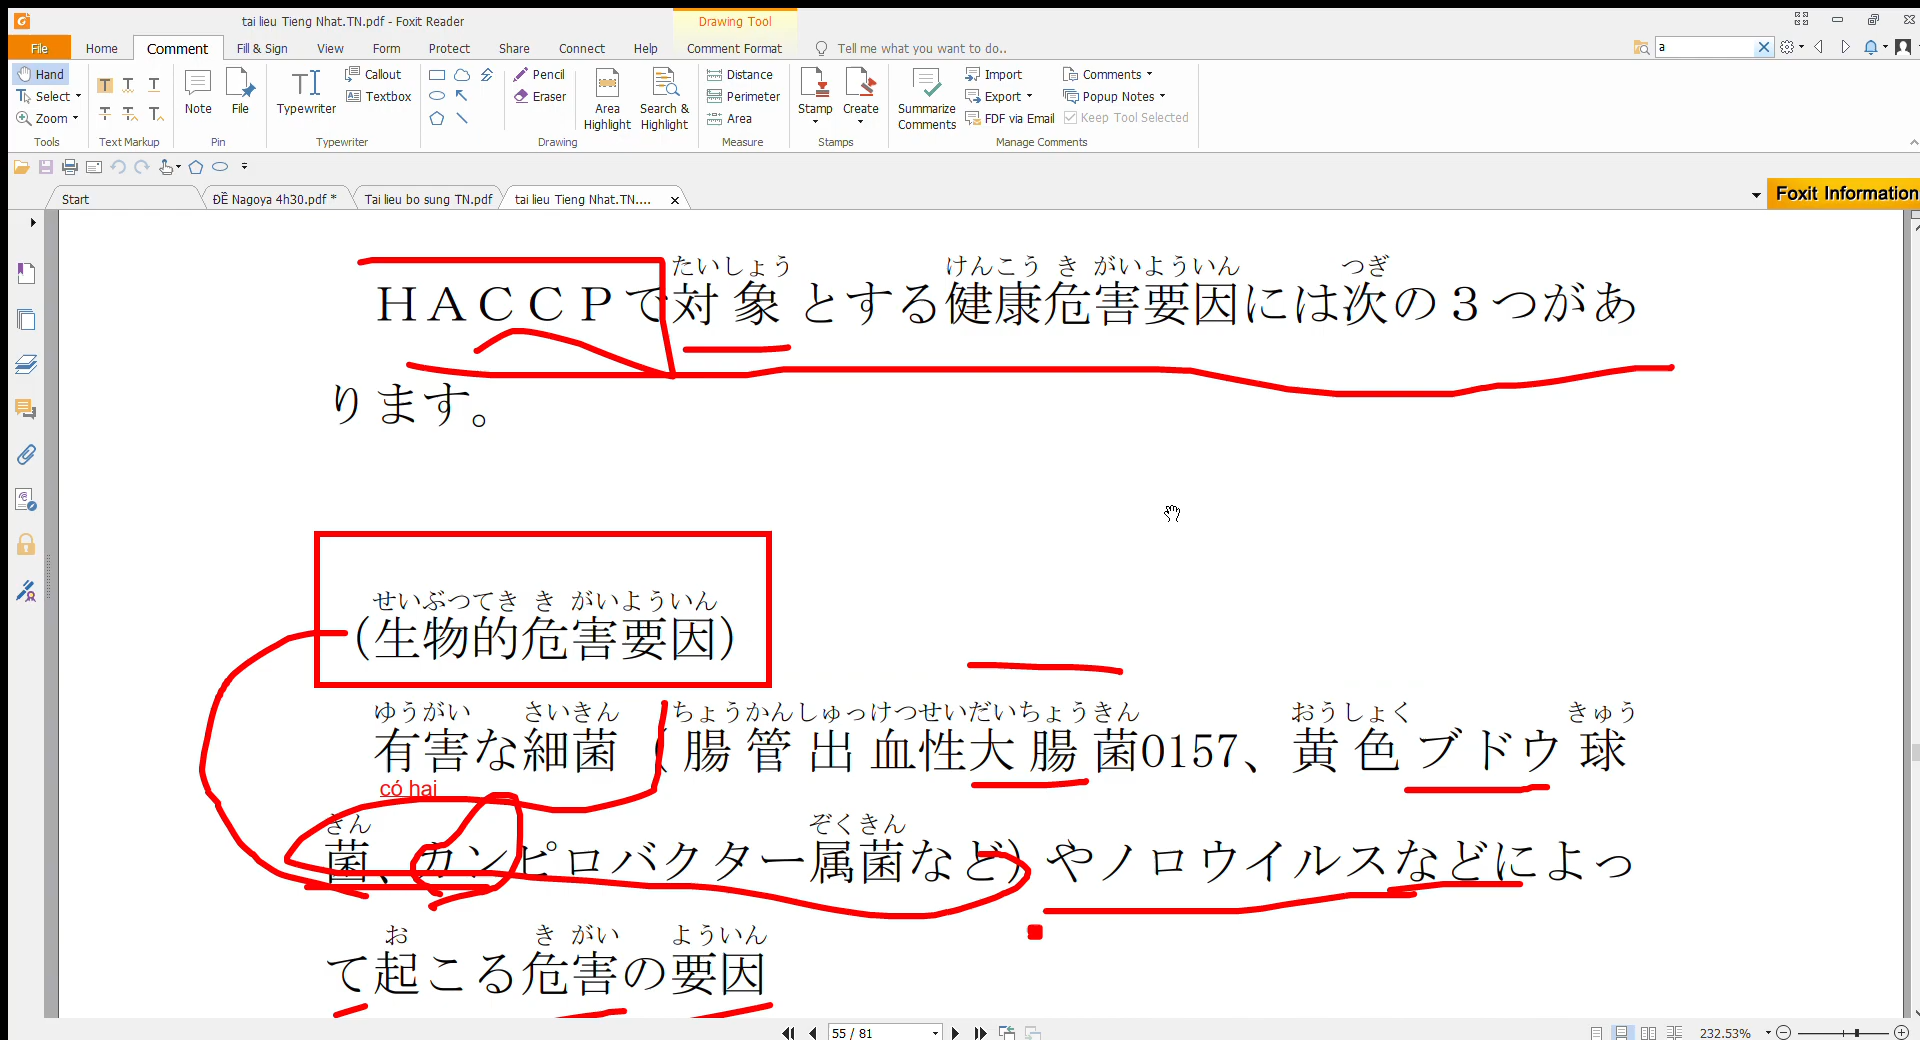 tai lieu Tieng Nhat.TN.pdf - Foxit Reader
Drawing Tool
File Home Comment Fill & Sign View Form Protect Share Connect Help Comment Format Tell me what you want to do.. a
Hand
Select
Zoom
Tools
Text Markup
Note
File
Pin
Typewriter
Callout
Textbox
Typewriter
Pencil
Eraser
Area Highlight
Search & Highlight
Drawing
Distance
Perimeter
Area
Measure
Stamp
Create
Stamps
Summarize Comments
Import
Export
FDF via Email
Comments
Popup Notes
Keep Tool Selected
Manage Comments
Start
ĐỀ Nagoya 4h30.pdf *
Tai lieu bo sung TN.pdf
tai lieu Tieng Nhat.TN....
Foxit Information
たいしょう けんこう き がいよういん つぎ
ＨＡＣＣＰで対象とする健康危害要因には次の３つがあ
ります。
せいぶつてき き がいよういん
（生物的危害要因）
ゆうがい さいきん ちょうかんしゅっけつせいだいちょうきん おうしょく きゅう
有害な細菌（腸管出血性大腸菌0157、黄色ブドウ球
có hại
きん ぞくきん
菌、カンピロバクター属菌など）やノロウイルスなどによっ
お き がい よういん
て起こる危害の要因
55 / 81
232.53%